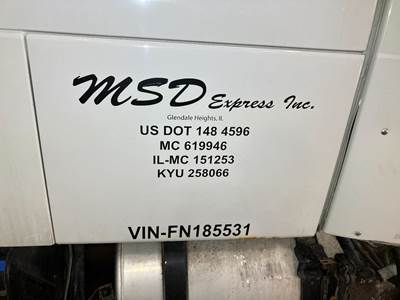 MSD Express Inc.
Glendale Heights, IL
US DOT 148 4596
MC 619946
IL-MC 151253
KYU 258066
VIN-FN185531